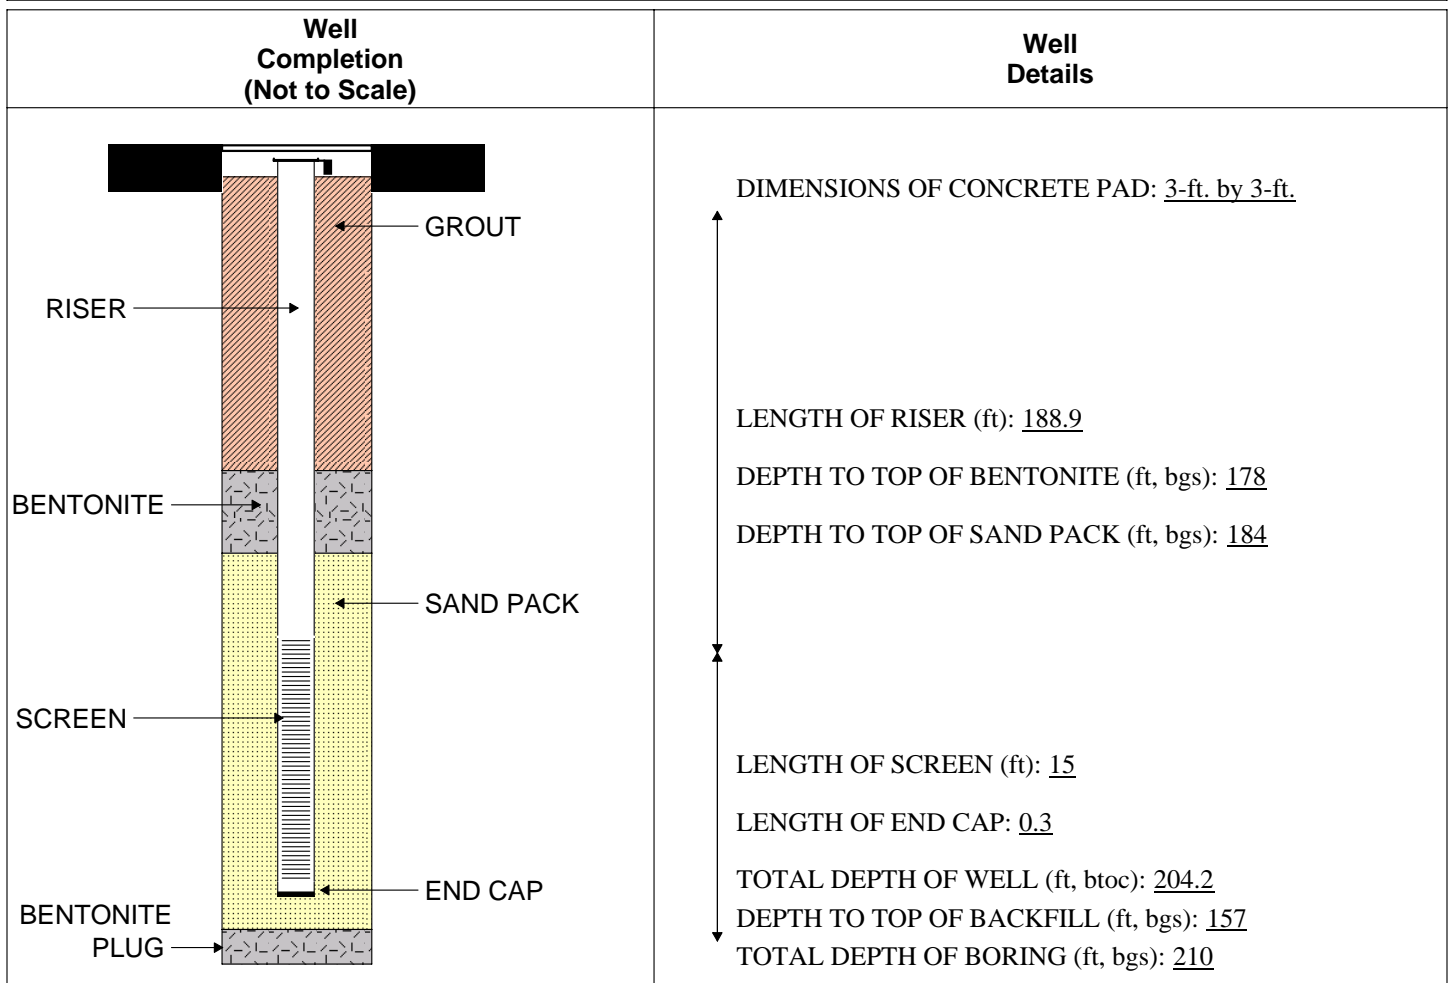 Well
Completion
(Not to Scale)
Well
Details
GROUT
RISER
BENTONITE
SAND PACK
SCREEN
END CAP
BENTONITE
PLUG
DIMENSIONS OF CONCRETE PAD: 3-ft. by 3-ft.
LENGTH OF RISER (ft): 188.9
DEPTH TO TOP OF BENTONITE (ft, bgs): 178
DEPTH TO TOP OF SAND PACK (ft, bgs): 184
LENGTH OF SCREEN (ft): 15
LENGTH OF END CAP: 0.3
TOTAL DEPTH OF WELL (ft, btoc): 204.2
DEPTH TO TOP OF BACKFILL (ft, bgs): 157
TOTAL DEPTH OF BORING (ft, bgs): 210